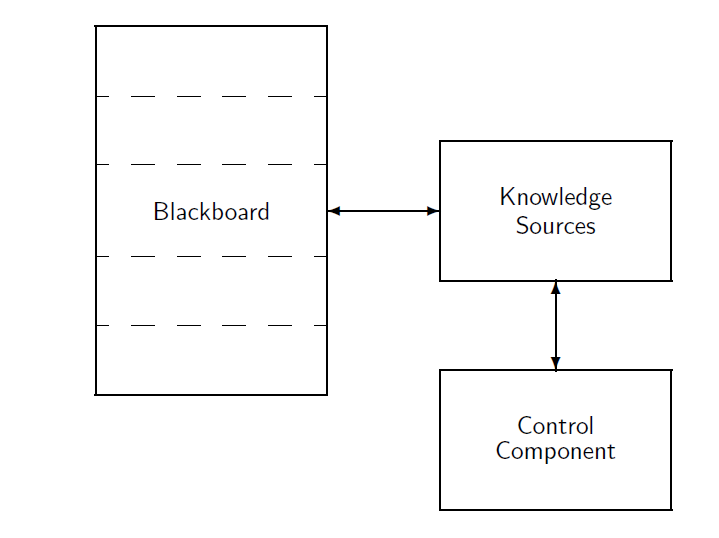 Blackboard
Knowledge
Sources
Control
Component